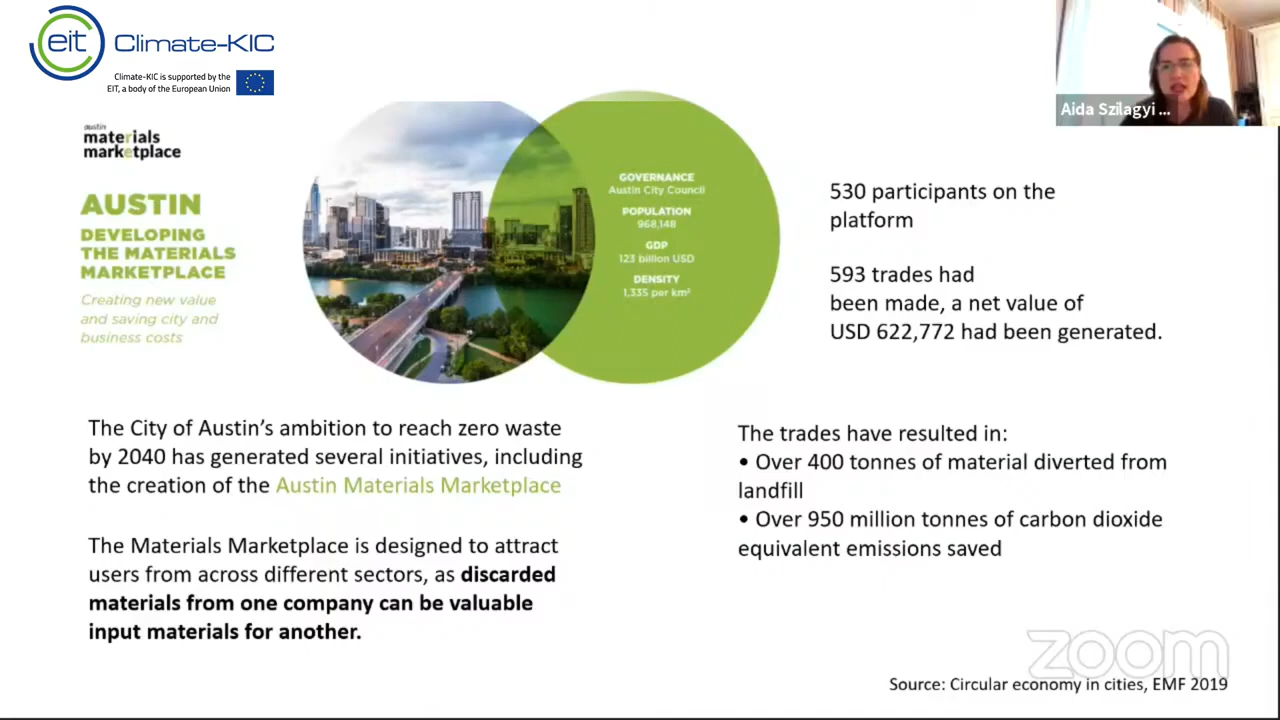 eit Climate-KIC
Climate-KIC is supported by the
EIT, a body of the European Union
Aida Szilagyi ...
austin
materials
marketplace
AUSTIN
DEVELOPING
THE MATERIALS
MARKETPLACE
Creating new value
and saving city and
business costs
GOVERNANCE
Austin City Council
POPULATION
968,148
GDP
123 billion USD
DENSITY
1,335 per km²
530 participants on the
platform
593 trades had
been made, a net value of
USD 622,772 had been generated.
The City of Austin's ambition to reach zero waste
by 2040 has generated several initiatives, including
the creation of the Austin Materials Marketplace
The Materials Marketplace is designed to attract
users from across different sectors, as discarded
materials from one company can be valuable
input materials for another.
The trades have resulted in:
• Over 400 tonnes of material diverted from
landfill
• Over 950 million tonnes of carbon dioxide
equivalent emissions saved
zoom
Source: Circular economy in cities, EMF 2019